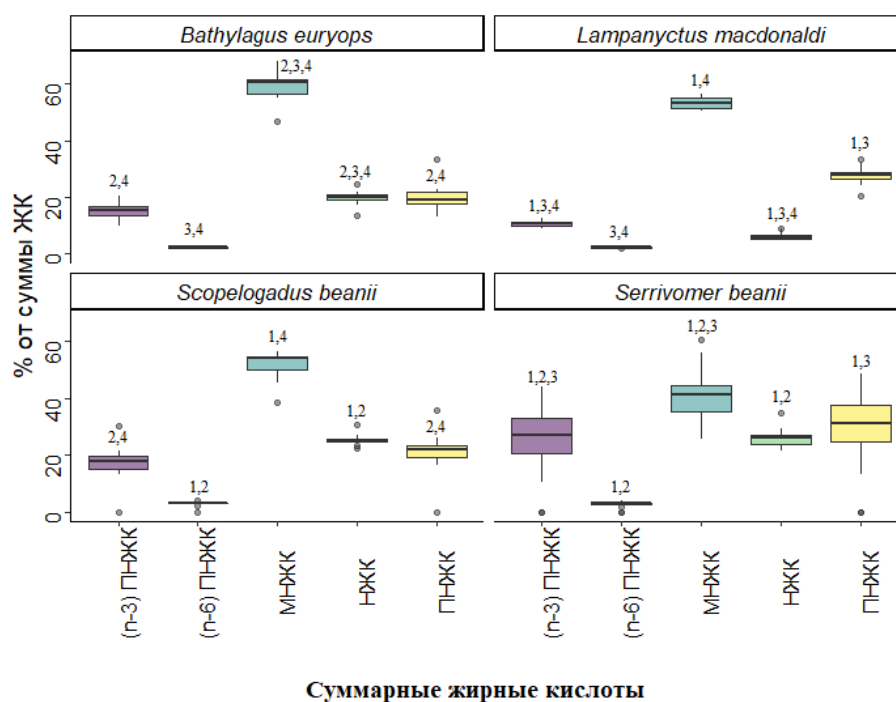 Bathylagus euryops
Lampanyctus macdonaldi
% от суммы ЖК
60
40
20
0
2,4
3,4
2,3,4
2,3,4
2,4
1,3,4
3,4
1,4
1,3,4
1,3
Scopelogadus beanii
Serrivomer beanii
60
40
20
0
2,4
1,2
1,4
1,2
2,4
1,2,3
1,2
1,2,3
1,2
1,3
(n-3) ПНЖК
(n-6) ПНЖК
МНЖК
НЖК
ПНЖК
(n-3) ПНЖК
(n-6) ПНЖК
МНЖК
НЖК
ПНЖК
Суммарные жирные кислоты